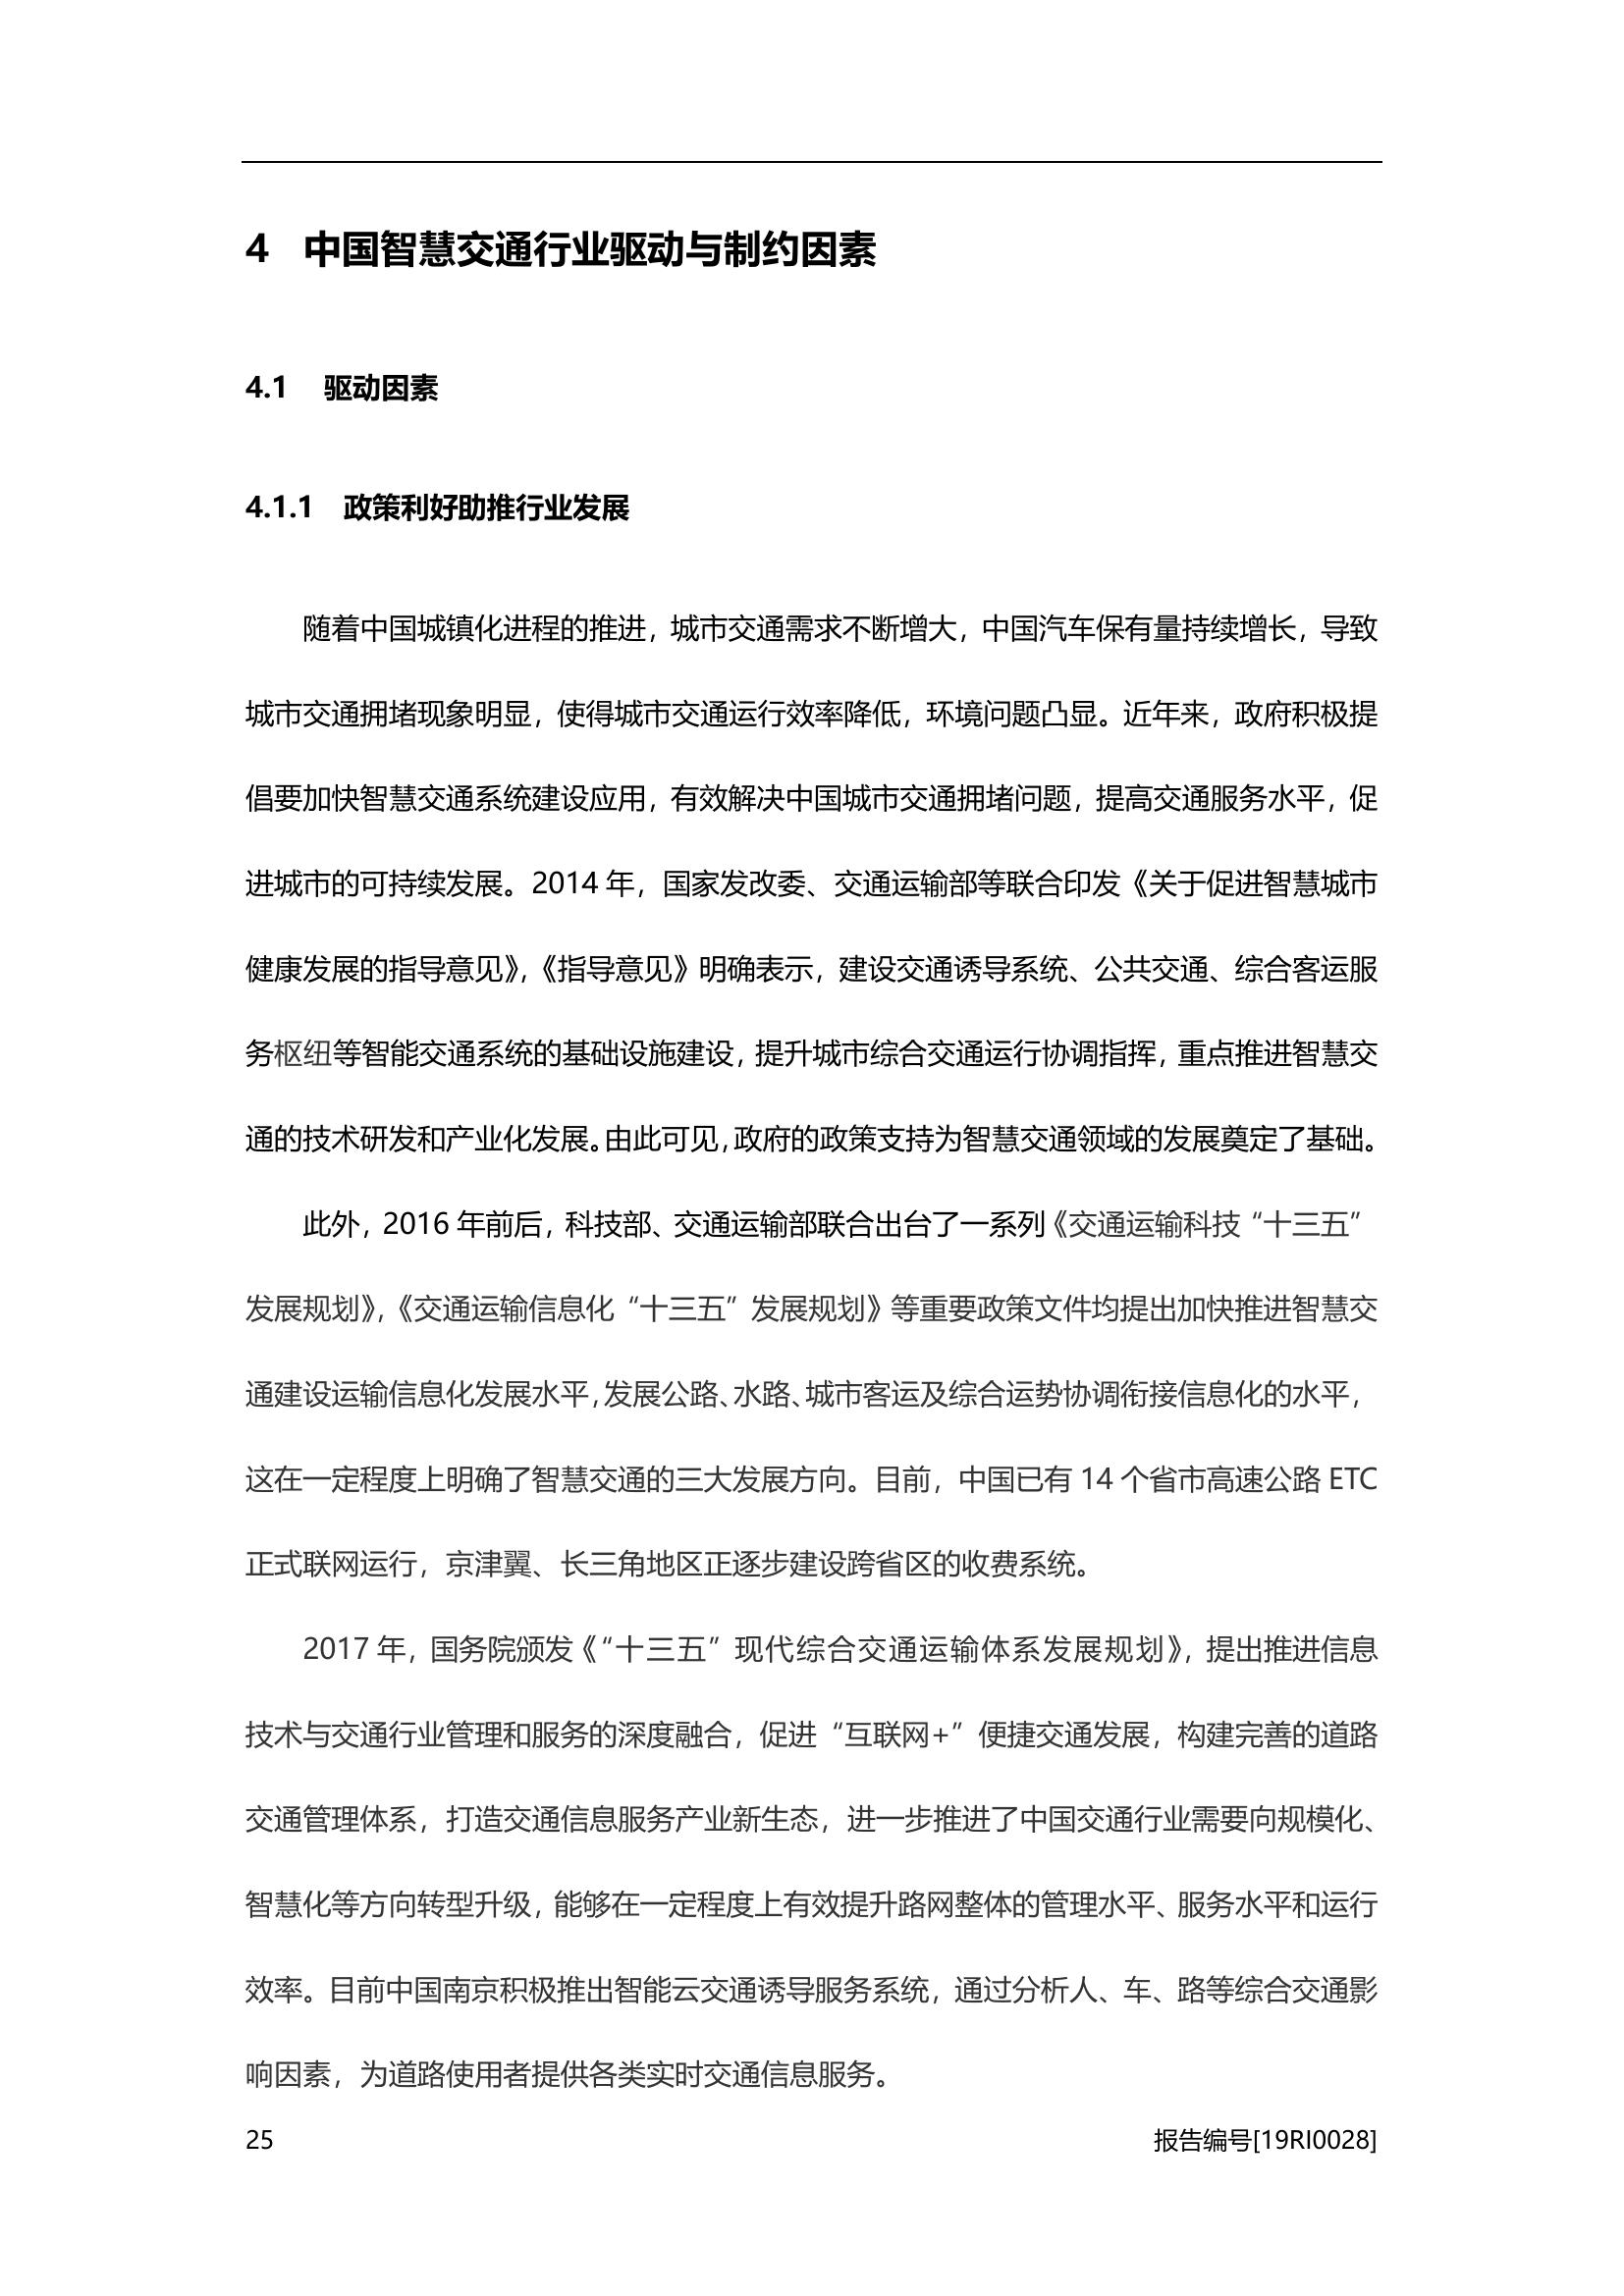 4 中国智慧交通行业驱动与制约因素
4.1 驱动因素
4.1.1 政策利好助推行业发展
随着中国城镇化进程的推进，城市交通需求不断增大，中国汽车保有量持续增长，导致
城市交通拥堵现象明显，使得城市交通运行效率降低，环境问题凸显。近年来，政府积极提
倡要加快智慧交通系统建设应用，有效解决中国城市交通拥堵问题，提高交通服务水平，促
进城市的可持续发展。2014 年，国家发改委、交通运输部等联合印发《关于促进智慧城市
健康发展的指导意见》，《指导意见》明确表示，建设交通诱导系统、公共交通、综合客运服
务枢纽等智能交通系统的基础设施建设，提升城市综合交通运行协调指挥，重点推进智慧交
通的技术研发和产业化发展。由此可见，政府的政策支持为智慧交通领域的发展奠定了基础。
此外，2016 年前后，科技部、交通运输部联合出台了一系列《交通运输科技“十三五”
发展规划》，《交通运输信息化“十三五”发展规划》等重要政策文件均提出加快推进智慧交
通建设运输信息化发展水平，发展公路、水路、城市客运及综合运势协调衔接信息化的水平，
这在一定程度上明确了智慧交通的三大发展方向。目前，中国已有 14 个省市高速公路 ETC
正式联网运行，京津翼、长三角地区正逐步建设跨省区的收费系统。
2017 年，国务院颁发《“十三五”现代综合交通运输体系发展规划》，提出推进信息
技术与交通行业管理和服务的深度融合，促进“互联网+”便捷交通发展，构建完善的道路
交通管理体系，打造交通信息服务产业新生态，进一步推进了中国交通行业需要向规模化、
智慧化等方向转型升级，能够在一定程度上有效提升路网整体的管理水平、服务水平和运行
效率。目前中国南京积极推出智能云交通诱导服务系统，通过分析人、车、路等综合交通影
响因素，为道路使用者提供各类实时交通信息服务。
25 报告编号[19RI0028]